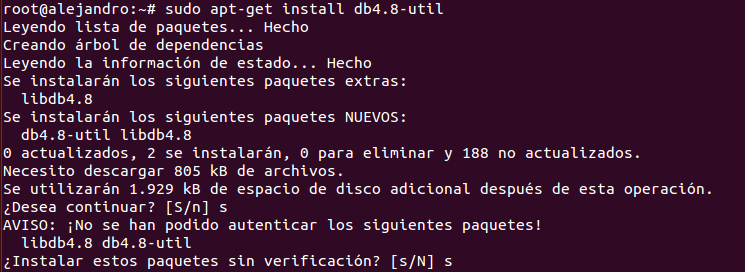 root@alejandro:~# sudo apt-get install db4.8-util
Leyendo lista de paquetes... Hecho
Creando árbol de dependencias
Leyendo la información de estado... Hecho
Se instalarán los siguientes paquetes extras:
  libdb4.8
Se instalarán los siguientes paquetes NUEVOS:
  db4.8-util libdb4.8
0 actualizados, 2 se instalarán, 0 para eliminar y 188 no actualizados.
Necesito descargar 805 kB de archivos.
Se utilizarán 1.929 kB de espacio de disco adicional después de esta operación.
¿Desea continuar? [S/n] s
AVISO: ¡No se han podido autenticar los siguientes paquetes!
  libdb4.8 db4.8-util
¿Instalar estos paquetes sin verificación? [s/N] s